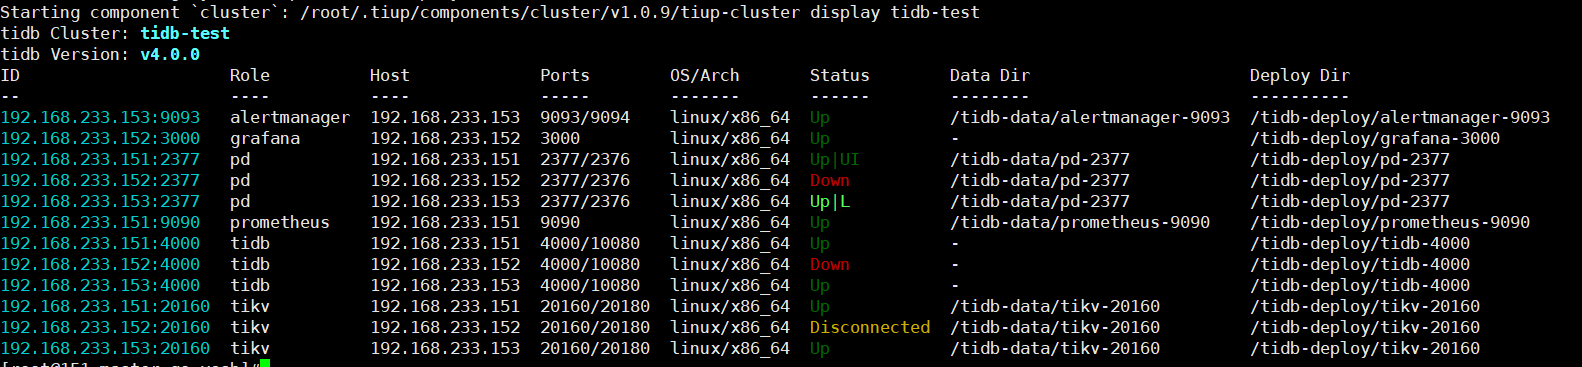 Starting component `cluster`: /root/.tiup/components/cluster/v1.0.9/tiup-cluster display tidb-test
tidb Cluster: tidb-test
tidb Version: v4.0.0
ID Role Host Ports OS/Arch Status Data Dir Deploy Dir
-- ---- ---- ----- ------- ------ -------- ----------
192.168.233.153:9093 alertmanager 192.168.233.153 9093/9094 linux/x86_64 Up /tidb-data/alertmanager-9093 /tidb-deploy/alertmanager-9093
192.168.233.152:3000 grafana 192.168.233.152 3000 linux/x86_64 Up - /tidb-deploy/grafana-3000
192.168.233.151:2377 pd 192.168.233.151 2377/2376 linux/x86_64 Up|UI /tidb-data/pd-2377 /tidb-deploy/pd-2377
192.168.233.152:2377 pd 192.168.233.152 2377/2376 linux/x86_64 Down /tidb-data/pd-2377 /tidb-deploy/pd-2377
192.168.233.153:2377 pd 192.168.233.153 2377/2376 linux/x86_64 Up|L /tidb-data/pd-2377 /tidb-deploy/pd-2377
192.168.233.151:9090 prometheus 192.168.233.151 9090 linux/x86_64 Up /tidb-data/prometheus-9090 /tidb-deploy/prometheus-9090
192.168.233.151:4000 tidb 192.168.233.151 4000/10080 linux/x86_64 Up - /tidb-deploy/tidb-4000
192.168.233.152:4000 tidb 192.168.233.152 4000/10080 linux/x86_64 Down - /tidb-deploy/tidb-4000
192.168.233.153:4000 tidb 192.168.233.153 4000/10080 linux/x86_64 Up - /tidb-deploy/tidb-4000
192.168.233.151:20160 tikv 192.168.233.151 20160/20180 linux/x86_64 Up /tidb-data/tikv-20160 /tidb-deploy/tikv-20160
192.168.233.152:20160 tikv 192.168.233.152 20160/20180 linux/x86_64 Disconnected /tidb-data/tikv-20160 /tidb-deploy/tikv-20160
192.168.233.153:20160 tikv 192.168.233.153 20160/20180 linux/x86_64 Up /tidb-data/tikv-20160 /tidb-deploy/tikv-20160